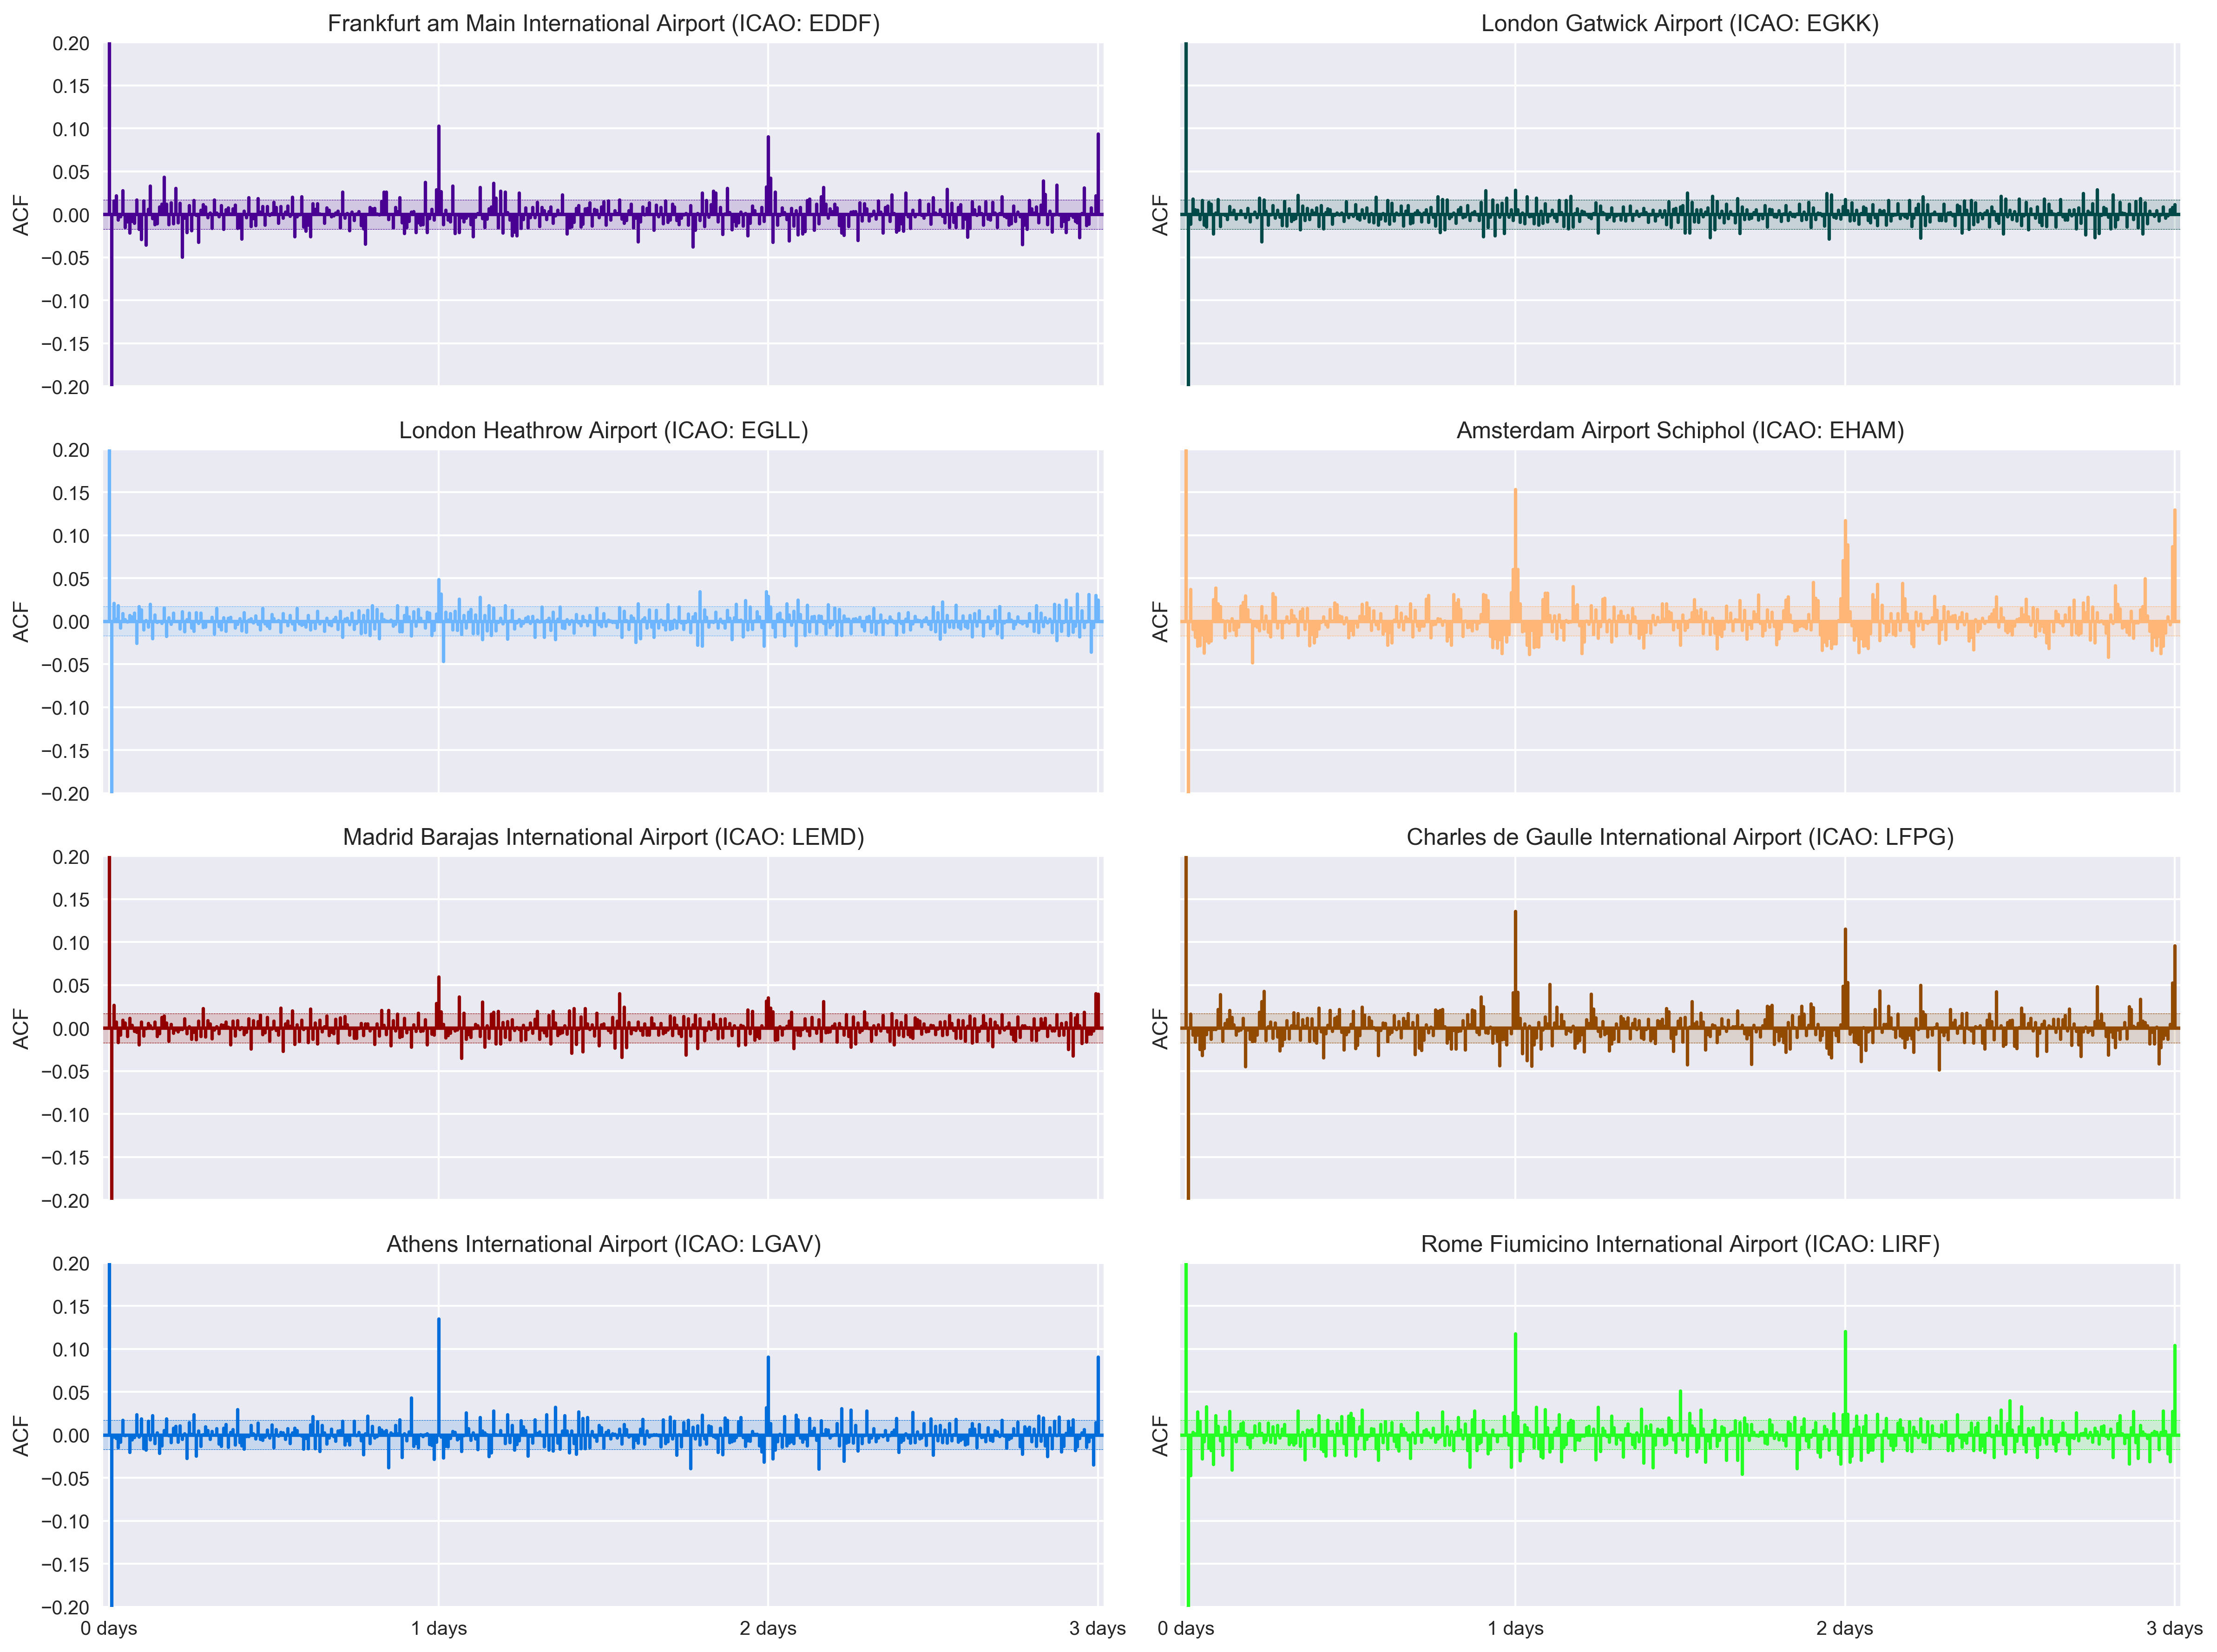 Frankfurt am Main International Airport (ICAO: EDDF)
0.20
0.15
0.10
0.05
0.00
−0.05
−0.10
−0.15
−0.20
ACF
London Gatwick Airport (ICAO: EGKK)
ACF
London Heathrow Airport (ICAO: EGLL)
0.20
0.15
0.10
0.05
0.00
−0.05
−0.10
−0.15
−0.20
ACF
Amsterdam Airport Schiphol (ICAO: EHAM)
ACF
Madrid Barajas International Airport (ICAO: LEMD)
0.20
0.15
0.10
0.05
0.00
−0.05
−0.10
−0.15
−0.20
ACF
Charles de Gaulle International Airport (ICAO: LFPG)
ACF
Athens International Airport (ICAO: LGAV)
0.20
0.15
0.10
0.05
0.00
−0.05
−0.10
−0.15
−0.20
ACF
0 days 1 days 2 days 3 days
Rome Fiumicino International Airport (ICAO: LIRF)
ACF
0 days 1 days 2 days 3 days